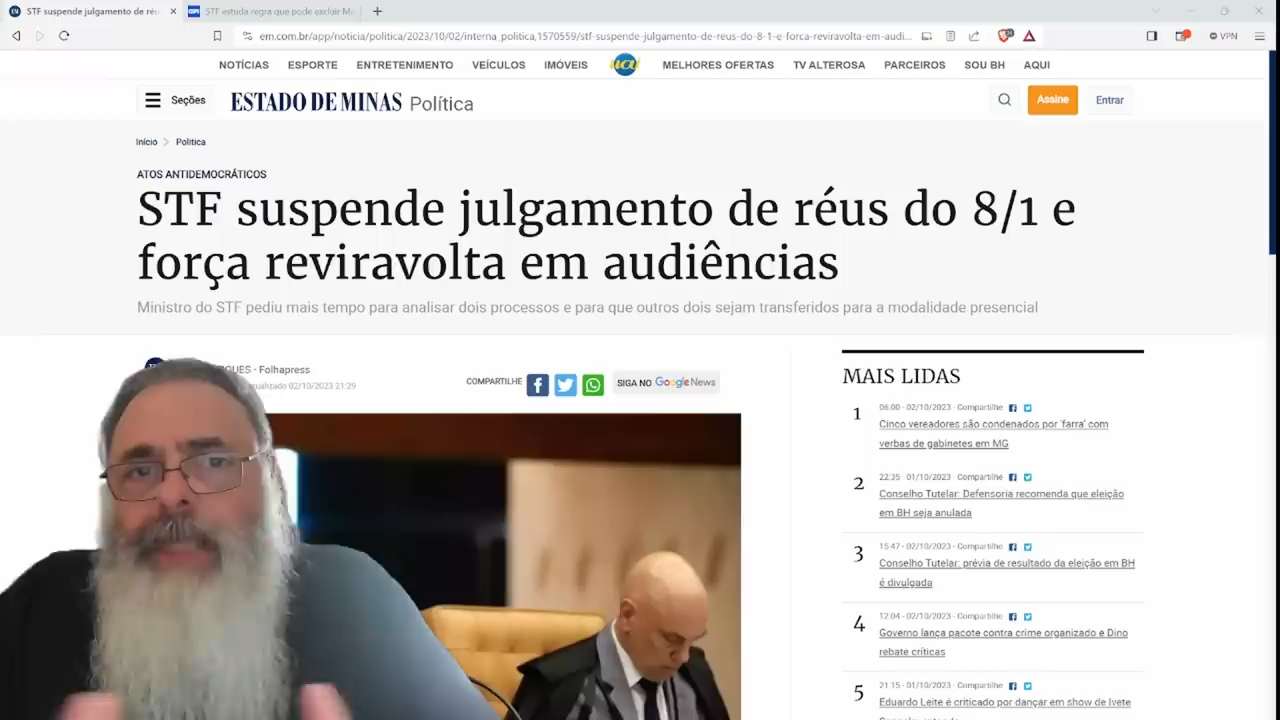 STF suspende julgamento de réu
STF estuda regra que pode excluir Me
em.com.br/app/noticia/politica/2023/10/02/interna_politica,1570559/stf-suspende-julgamento-de-reus-do-8-1-e-forca-reviravolta-em-audi...
VPN
NOTÍCIAS ESPORTE ENTRETENIMENTO VEÍCULOS IMÓVEIS uai MELHORES OFERTAS TV ALTEROSA PARCEIROS SOU BH AQUI
Seções ESTADO DE MINAS Política Assine Entrar
Início Politica
ATOS ANTIDEMOCRÁTICOS
STF suspende julgamento de réus do 8/1 e
força reviravolta em audiências
Ministro do STF pediu mais tempo para analisar dois processos e para que outros dois sejam transferidos para a modalidade presencial
QUES - Folhapress
ualizado 02/10/2023 21:29
COMPARTILHE
SIGA NO Google News
MAIS LIDAS
1
06:00 - 02/10/2023 - Compartilhe
Cinco vereadores são condenados por 'farra' com
verbas de gabinetes em MG
2
22:35 - 01/10/2023 - Compartilhe
Conselho Tutelar: Defensoria recomenda que eleição
em BH seja anulada
3
15:47 - 02/10/2023 - Compartilhe
Conselho Tutelar: prévia de resultado da eleição em BH
é divulgada
4
12:04 - 02/10/2023 - Compartilhe
Governo lança pacote contra crime organizado e Dino
rebate críticas
5
21:15 - 01/10/2023 - Compartilhe
Eduardo Leite é criticado por dançar em show de Ivete